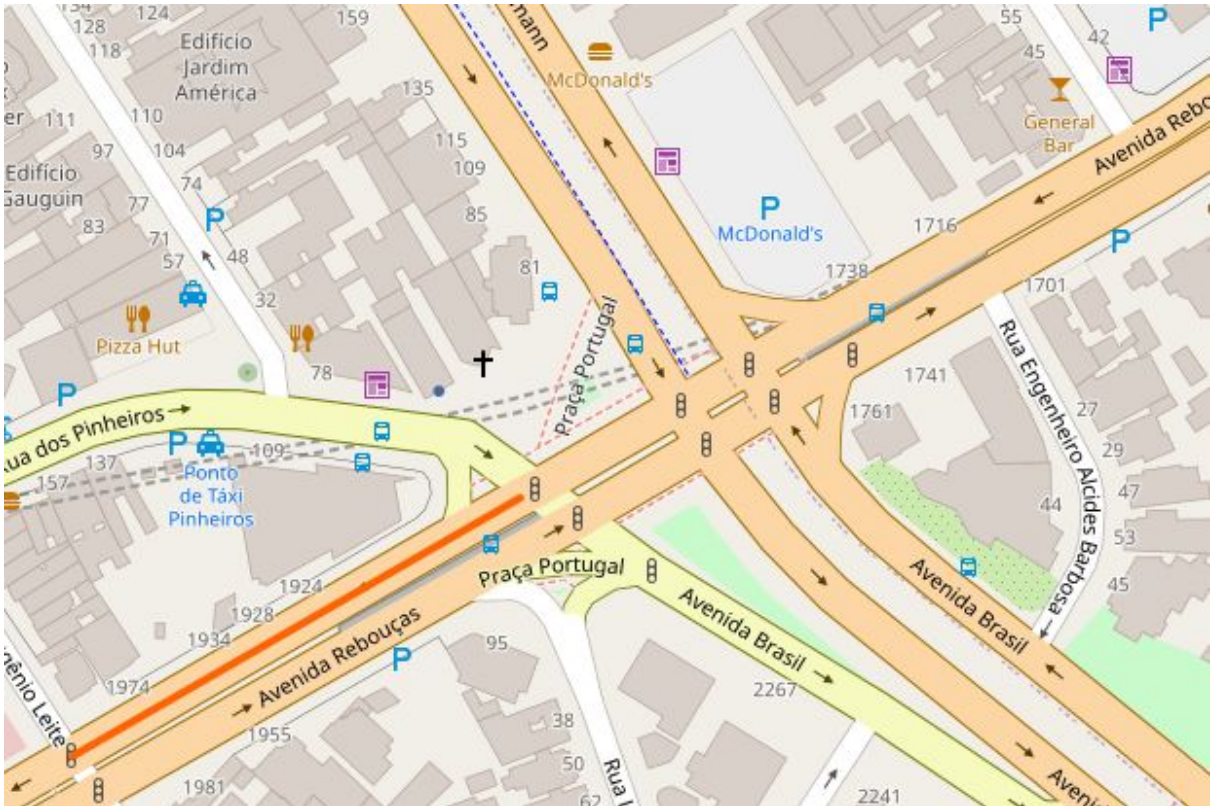 134
124
159
128
118
Edifício
Jardim
América
135
110
115
111
97
104
109
Edifício
Gauguin
74
77
83
85
71
48
57
81
32
Pizza Hut
78
McDonald's
McDonald's
55
42
45
General
Bar
Avenida Rebo
1716
1738
1701
Praça Portugal
Rua Engenheiro Alcides Barbosa
1741
1761
27
29
47
44
53
45
ua dos Pinheiros
137
109
157
Ponto
de Táxi
Pinheiros
Praça Portugal
Avenida Brasil
Avenida Brasil
1924
1928
1934
1974
Avenida Rebouças
95
2267
38
50
62
1955
1981
2241